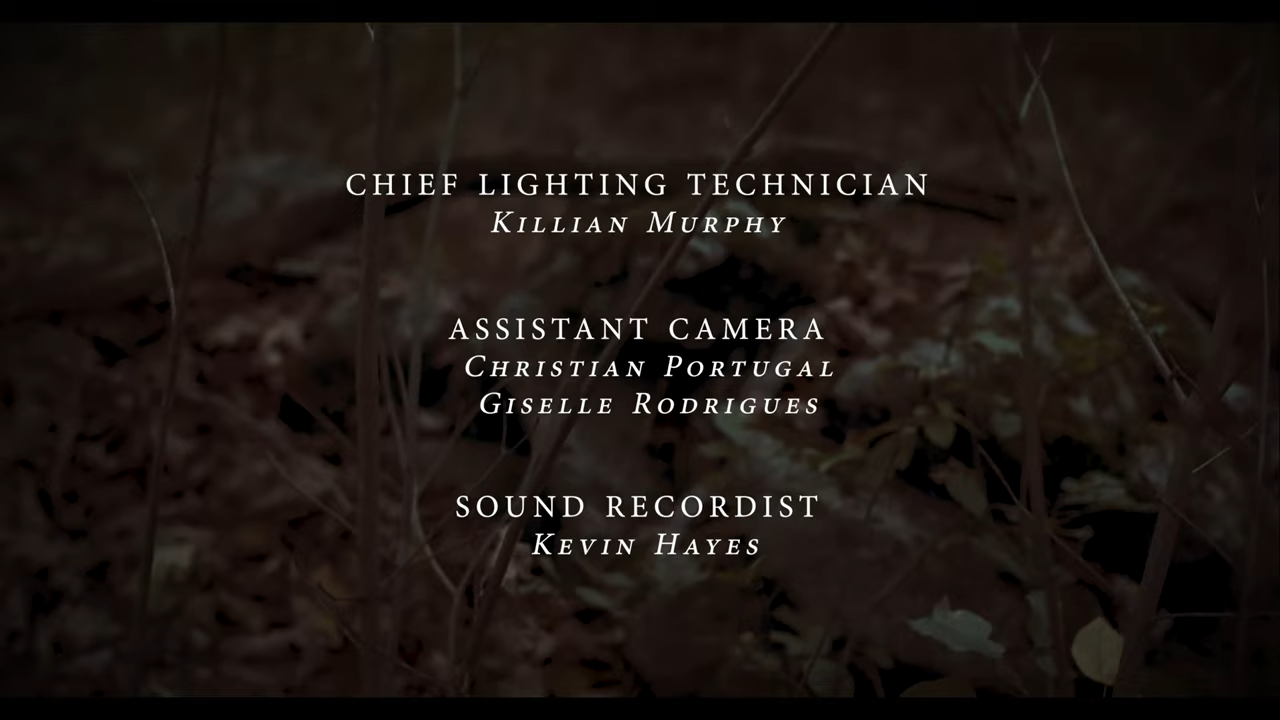 CHIEF LIGHTING TECHNICIAN
KILLIAN MURPHY
ASSISTANT CAMERA
CHRISTIAN PORTUGAL
GISELLE RODRIGUES
SOUND RECORDIST
KEVIN HAYES